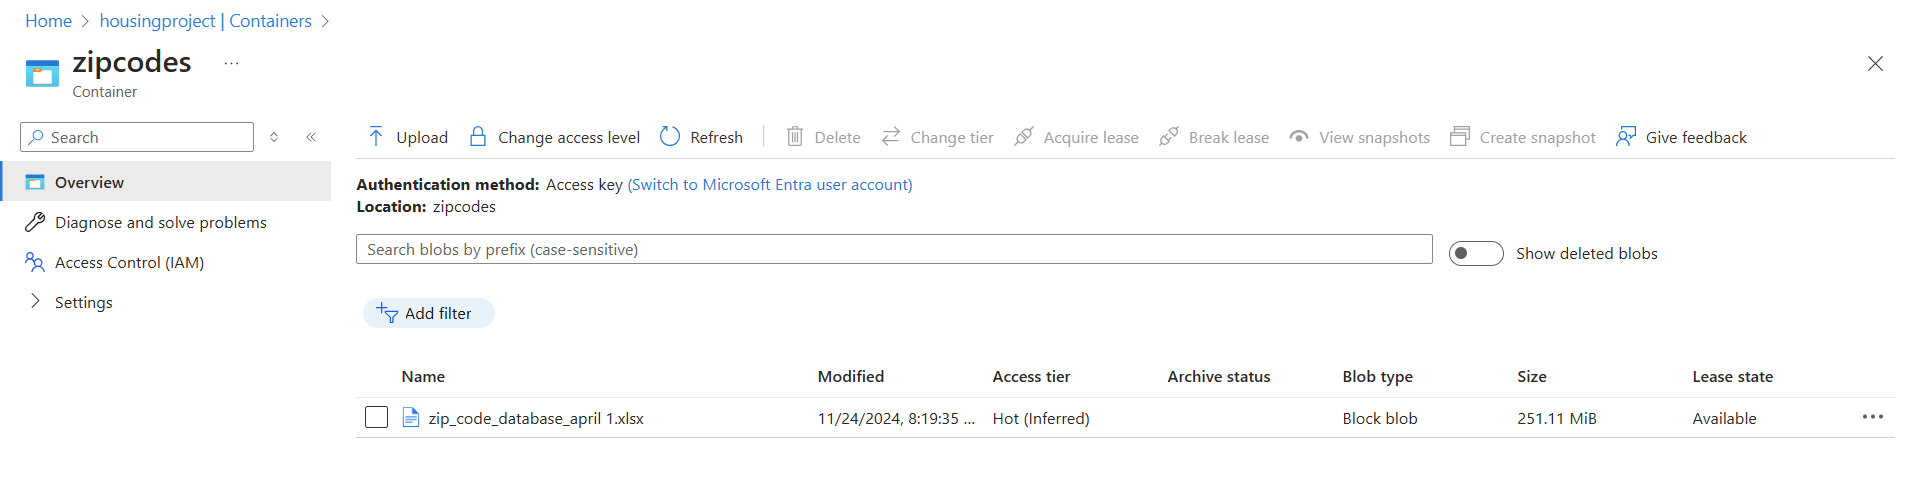 Home > housingproject | Containers >
zipcodes ...
Container
Search
Overview
Diagnose and solve problems
Access Control (IAM)
Settings
Upload Change access level Refresh Delete Change tier Acquire lease Break lease View snapshots Create snapshot Give feedback
Authentication method: Access key (Switch to Microsoft Entra user account)
Location: zipcodes
Search blobs by prefix (case-sensitive)
Show deleted blobs
Add filter
Name Modified Access tier Archive status Blob type Size Lease state
zip_code_database_april 1.xlsx 11/24/2024, 8:19:35 ... Hot (Inferred) Block blob 251.11 MiB Available ...